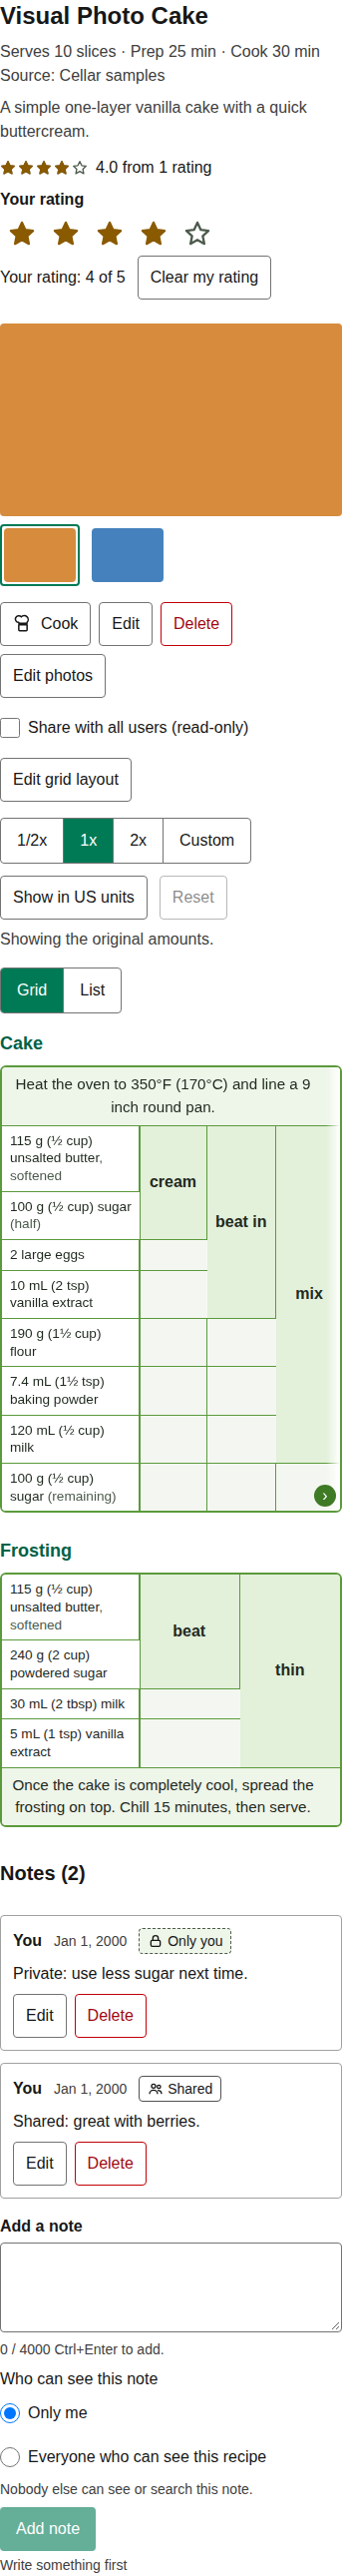 Visual Photo Cake
Serves 10 slices · Prep 25 min · Cook 30 min
Source: Cellar samples
A simple one-layer vanilla cake with a quick
buttercream.
4.0 from 1 rating
Your rating
Your rating: 4 of 5
Clear my rating
Cook
Edit
Delete
Edit photos
Share with all users (read-only)
Edit grid layout
1/2x
1x
2x
Custom
Show in US units
Reset
Showing the original amounts.
Grid
List
Cake
Heat the oven to 350°F (170°C) and line a 9
inch round pan.
115 g (½ cup)
unsalted butter,
softened
cream
beat in
mix
100 g (½ cup) sugar
(half)
2 large eggs
10 mL (2 tsp)
vanilla extract
190 g (1½ cup)
flour
7.4 mL (1½ tsp)
baking powder
120 mL (½ cup)
milk
100 g (½ cup)
sugar (remaining)
Frosting
115 g (½ cup)
unsalted butter,
softened
beat
thin
240 g (2 cup)
powdered sugar
30 mL (2 tbsp) milk
5 mL (1 tsp) vanilla
extract
Once the cake is completely cool, spread the
frosting on top. Chill 15 minutes, then serve.
Notes (2)
You Jan 1, 2000 Only you
Private: use less sugar next time.
Edit
Delete
You Jan 1, 2000 Shared
Shared: great with berries.
Edit
Delete
Add a note
0 / 4000 Ctrl+Enter to add.
Who can see this note
Only me
Everyone who can see this recipe
Nobody else can see or search this note.
Add note
Write something first